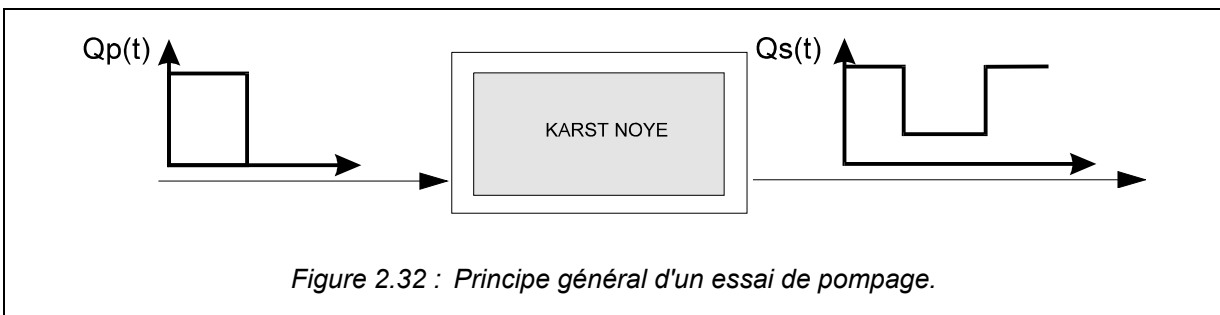 Qp(t)
Qs(t)
KARST NOYE
Figure 2.32 : Principe général d'un essai de pompage.